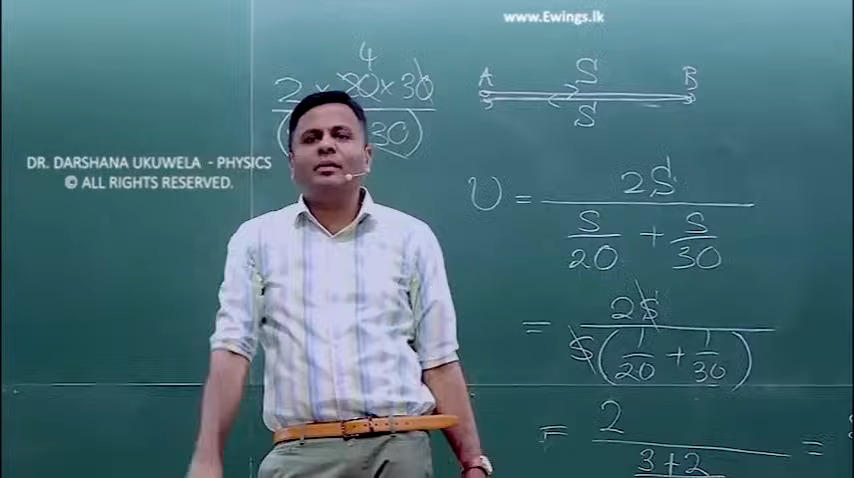 www.Ewings.lk
4
2 × 20 × 30
30)
A S B
S
DR. DARSHANA UKUWELA - PHYSICS
© ALL RIGHTS RESERVED.
υ = 2S
S/20 + S/30
= 2S
S(1/20 + 1/30)
= 2
3+2
=